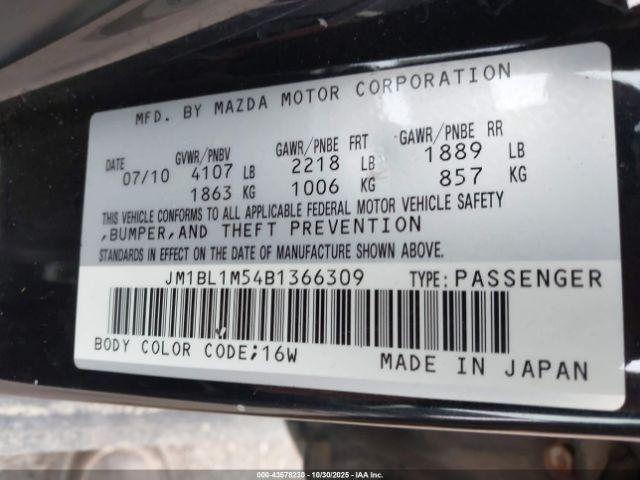 MFD. BY MAZDA MOTOR CORPORATION
DATE GVWR/PNBV GAWR/PNBE FRT GAWR/PNBE RR
07/10 4107 LB 2218 LB 1889 LB
1863 KG 1006 KG 857 KG
THIS VEHICLE CONFORMS TO ALL APPLICABLE FEDERAL MOTOR VEHICLE SAFETY
,BUMPER,AND THEFT PREVENTION
STANDARDS IN EFFECT ON THE DATE OF MANUFACTURE SHOWN ABOVE.
JM1BL1M54B1366309 TYPE:PASSENGER
BODY COLOR CODE;16W MADE IN JAPAN
000-43578230 - 10/30/2025 - IAA Inc.